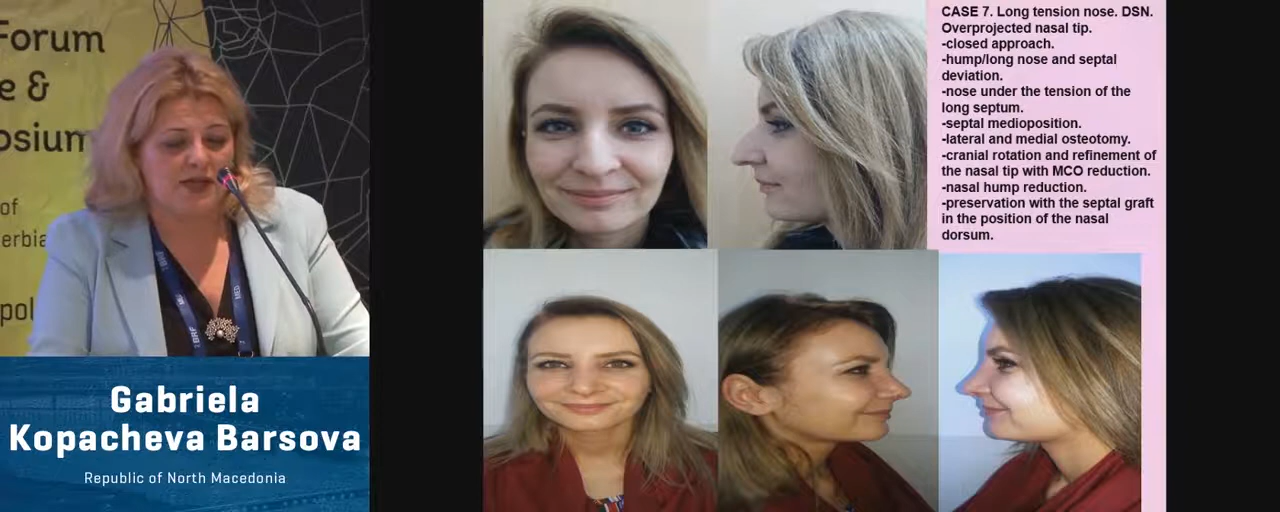 Forum
e &
osium
of
erbia
pol
BRF
MED
Gabriela
Kopacheva Barsova
Republic of North Macedonia
CASE 7. Long tension nose. DSN.
Overprojected nasal tip.
-closed approach.
-hump/long nose and septal
deviation.
-nose under the tension of the
long septum.
-septal medioposition.
-lateral and medial osteotomy.
-cranial rotation and refinement of
the nasal tip with MCO reduction.
-nasal hump reduction.
-preservation with the septal graft
in the position of the nasal
dorsum.